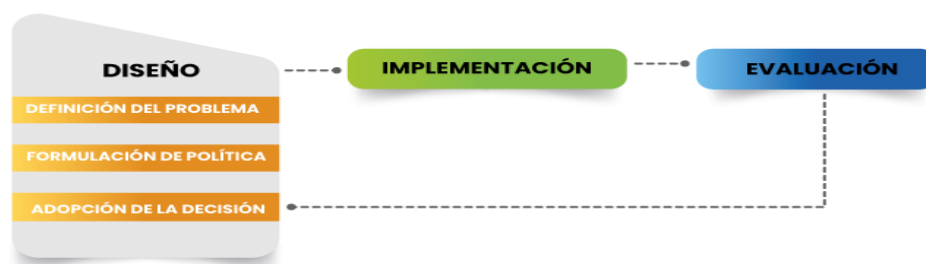 DISEÑO
DEFINICIÓN DEL PROBLEMA
FORMULACIÓN DE POLÍTICA
ADOPCIÓN DE LA DECISIÓN
IMPLEMENTACIÓN
EVALUACIÓN